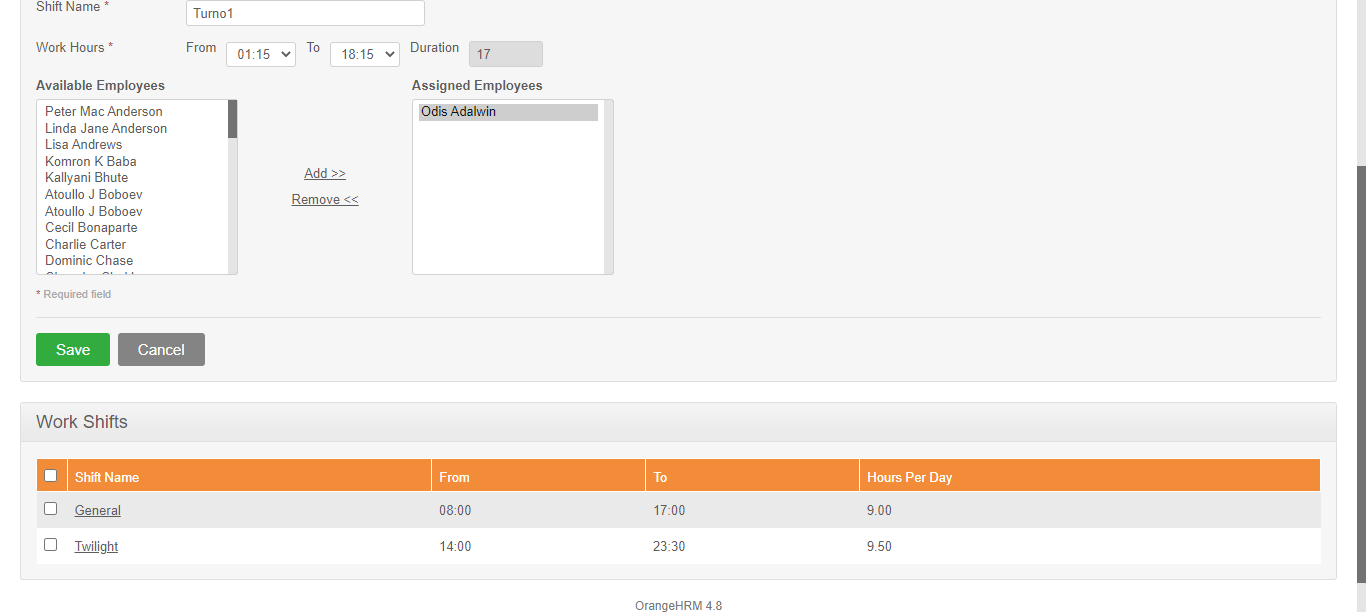 Shift Name *
Turno1
Work Hours *
From
01:15
To
18:15
Duration
17
Available Employees
Assigned Employees
Peter Mac Anderson
Linda Jane Anderson
Lisa Andrews
Komron K Baba
Kallyani Bhute
Atoullo J Boboev
Atoullo J Boboev
Cecil Bonaparte
Charlie Carter
Dominic Chase
Add >>
Remove <<
Odis Adalwin
* Required field
Save
Cancel
Work Shifts
Shift Name From To Hours Per Day
General 08:00 17:00 9.00
Twilight 14:00 23:30 9.50
OrangeHRM 4.8